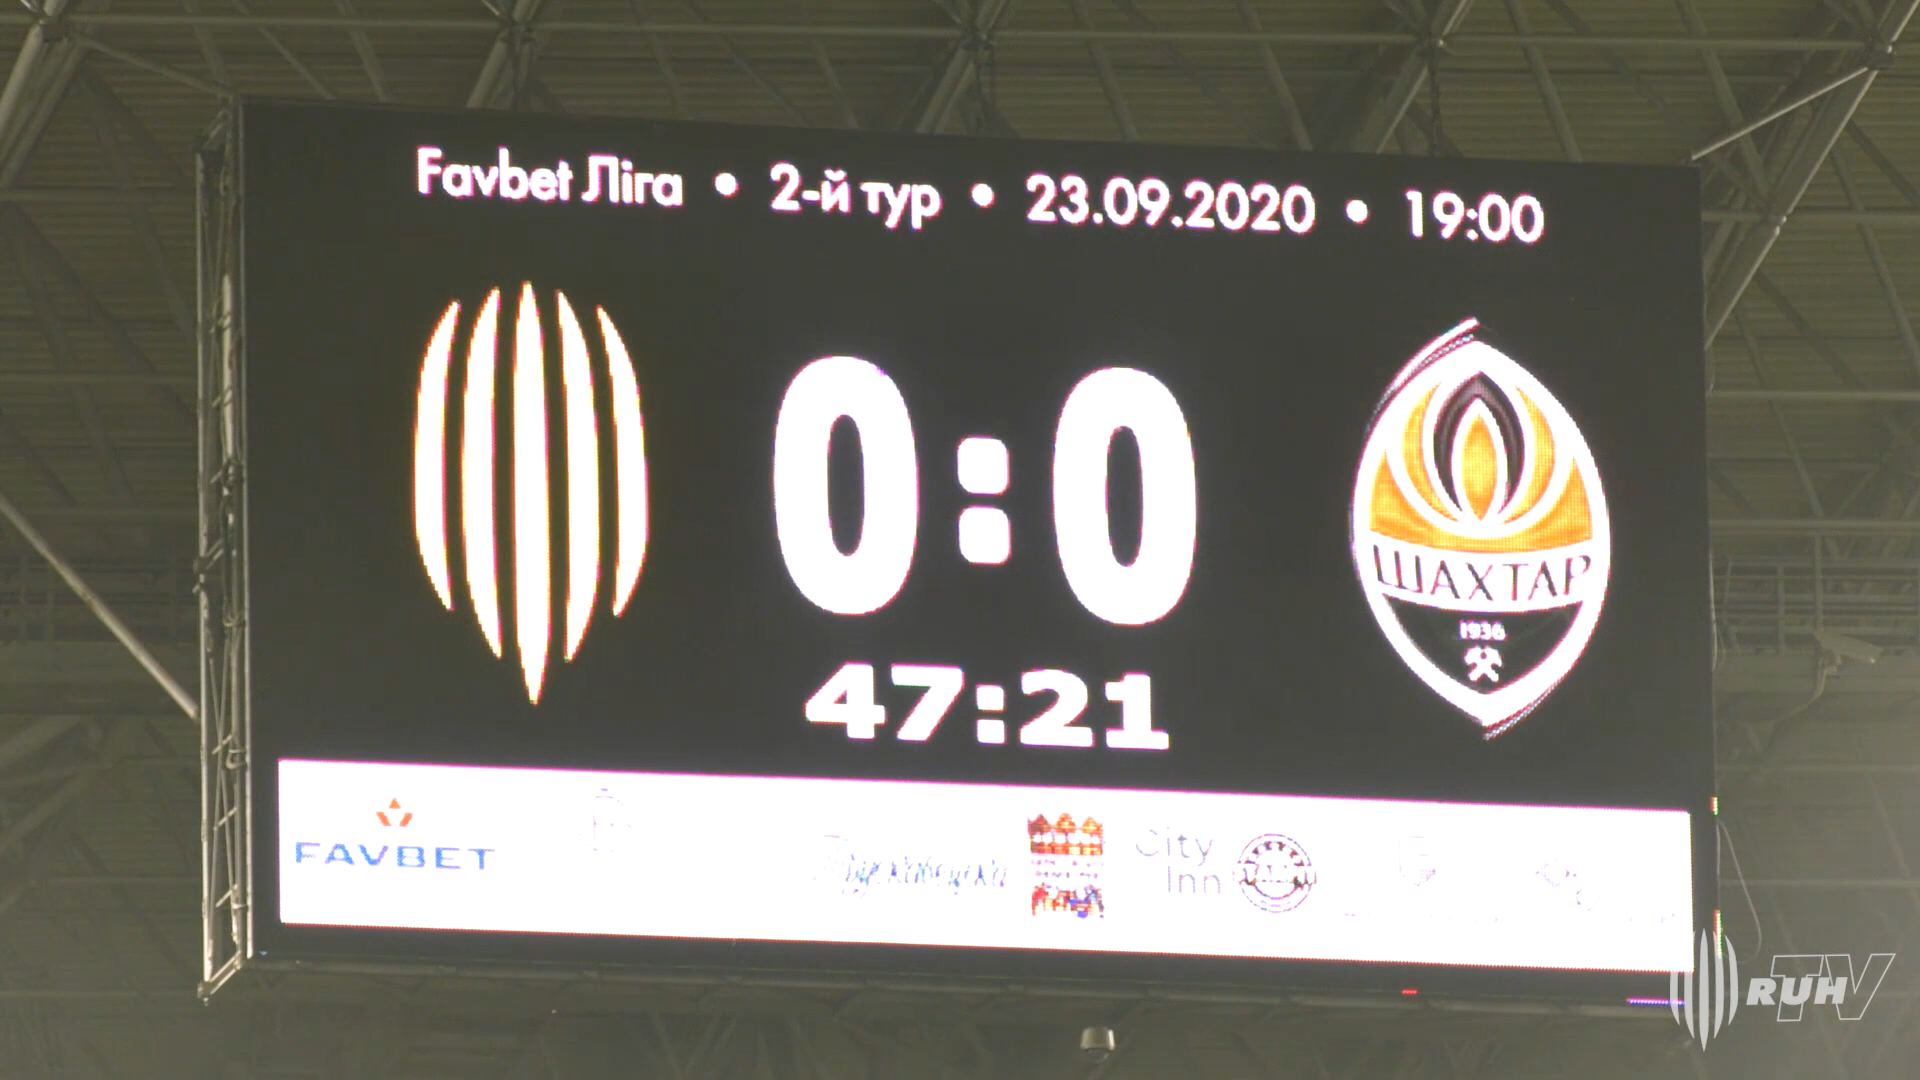 Favbet Ліга • 2-й тур • 23.09.2020 • 19:00
0:0
ШАХТАР
1936
47:21
FAVBET
City
Inn
RUH TV